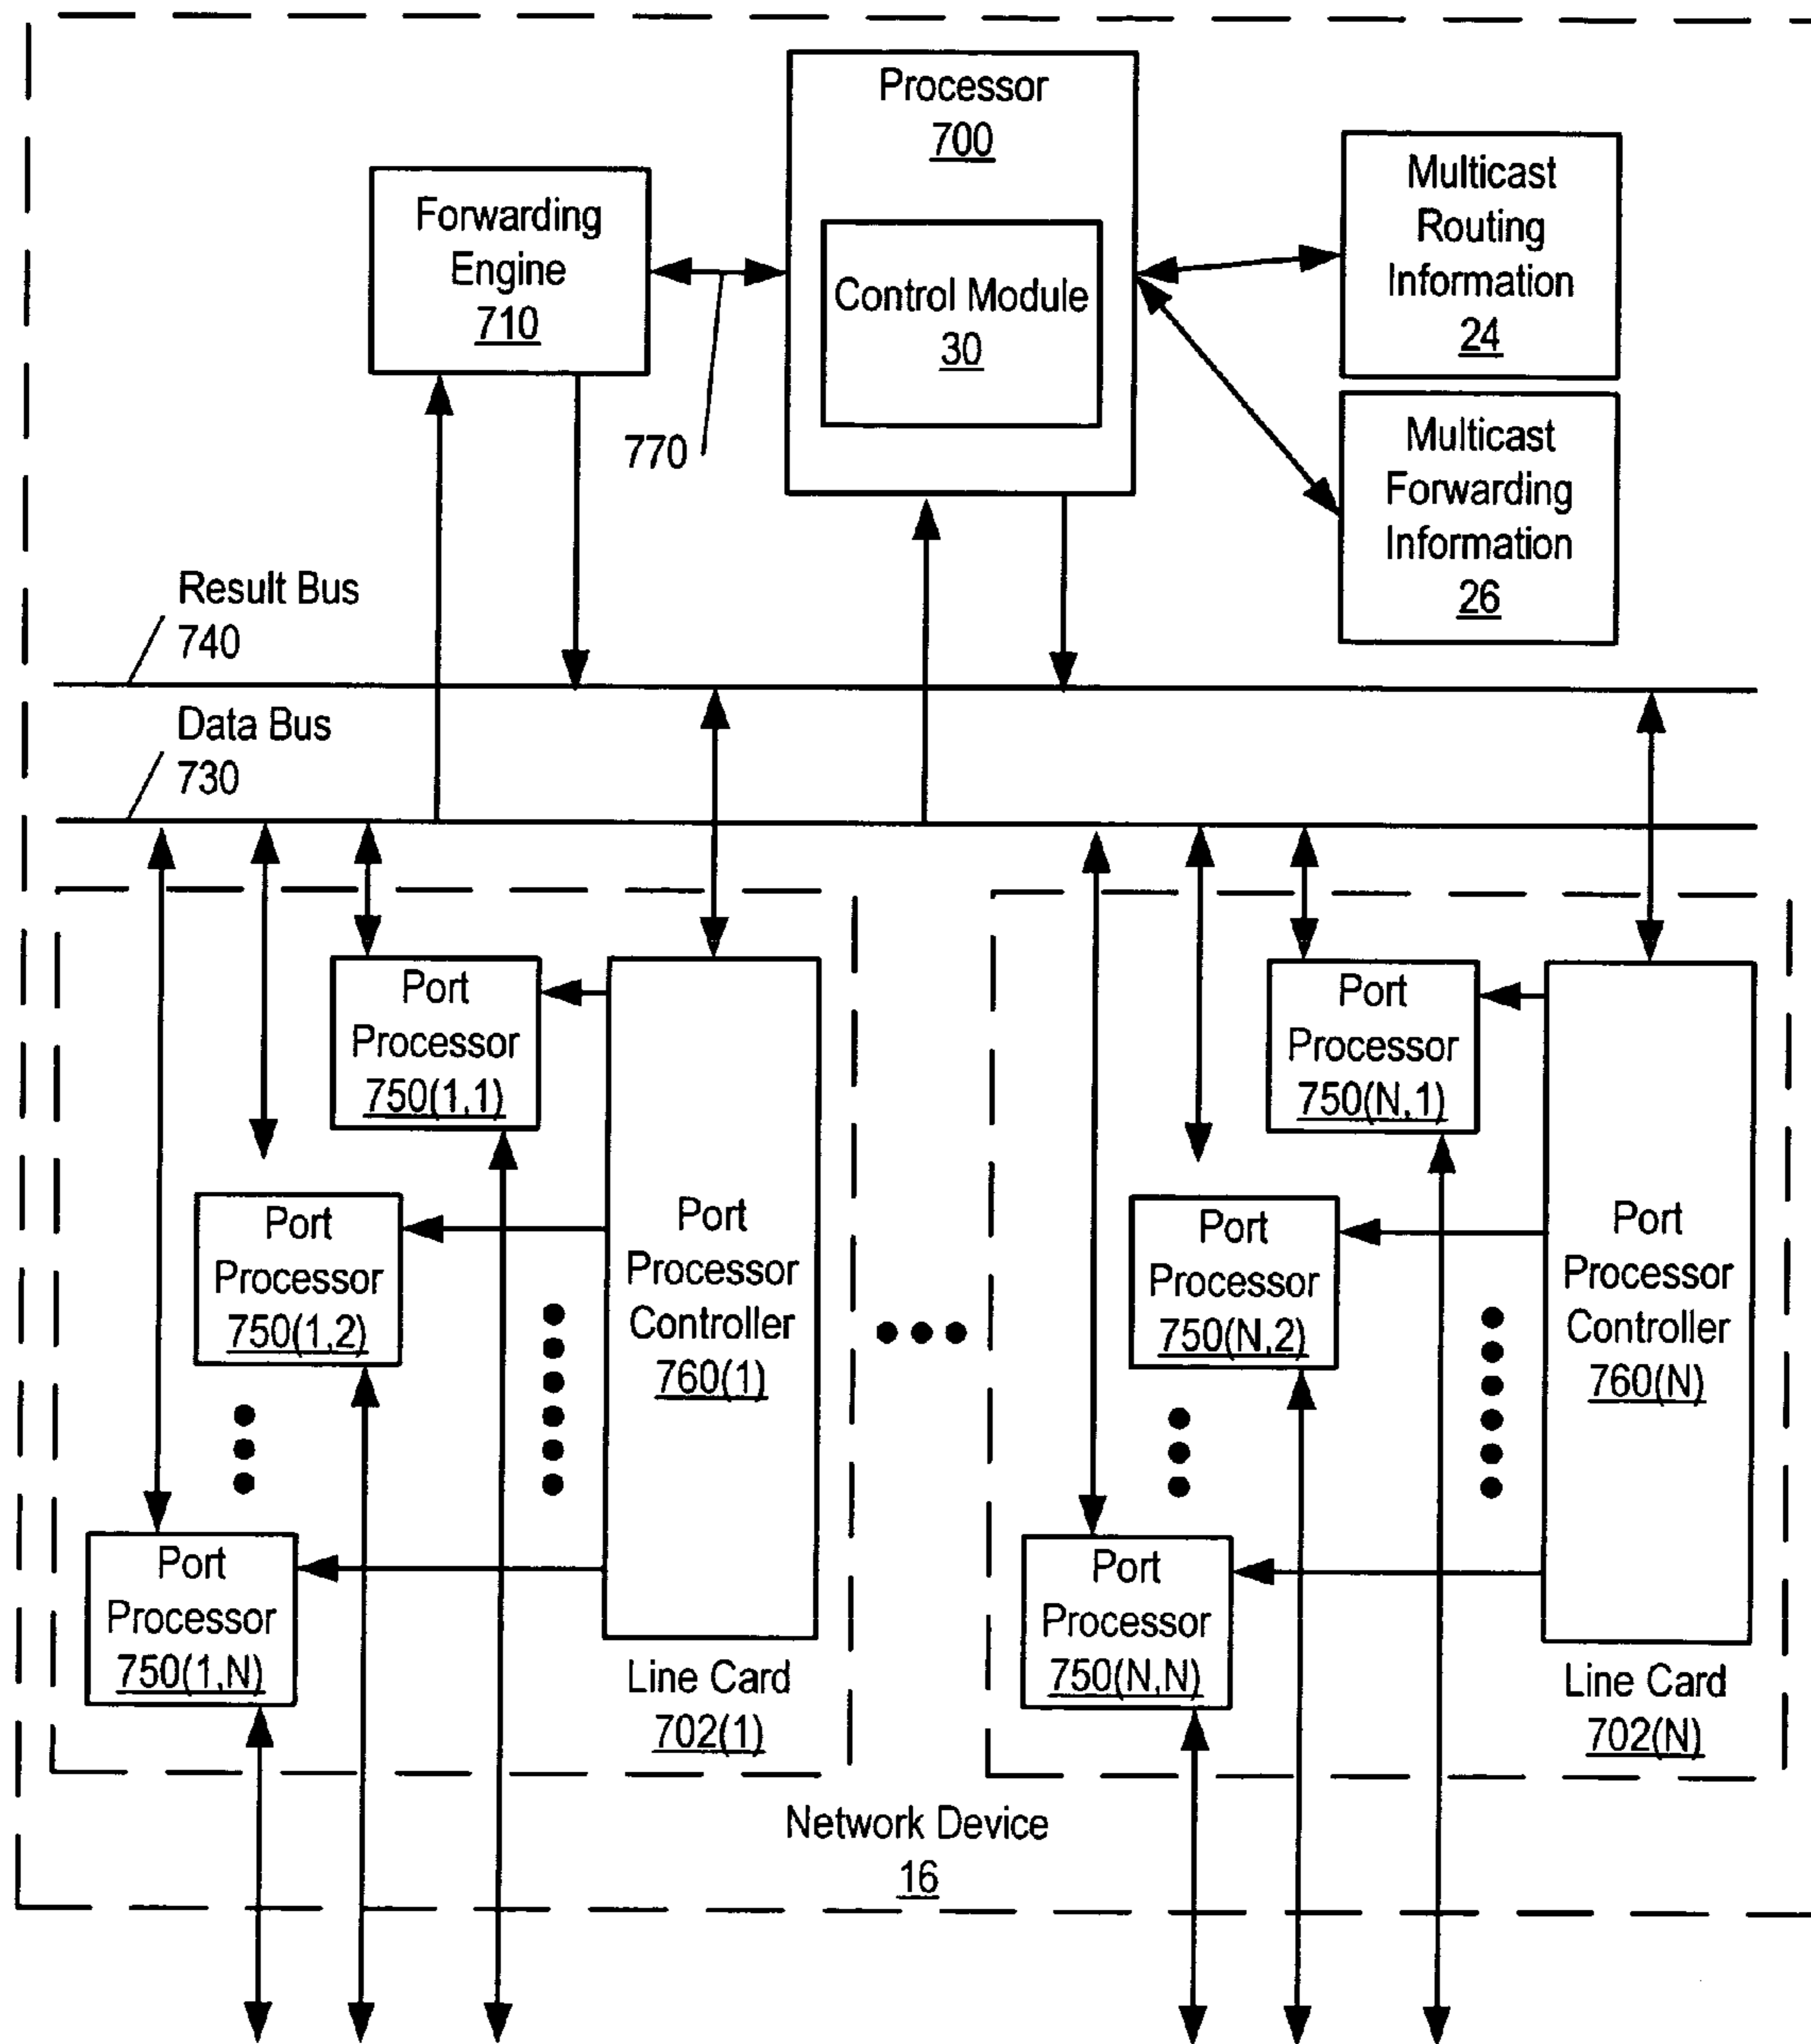 Processor
700
Control Module
30
Forwarding
Engine
710
770
Multicast
Routing
Information
24
Multicast
Forwarding
Information
26
Result Bus
740
Data Bus
730
Port
Processor
750(1,1)
Port
Processor
750(1,2)
Port
Processor
750(1,N)
Port
Processor
Controller
760(1)
Line Card
702(1)
Port
Processor
750(N,1)
Port
Processor
750(N,2)
Port
Processor
750(N,N)
Port
Processor
Controller
760(N)
Line Card
702(N)
Network Device
16